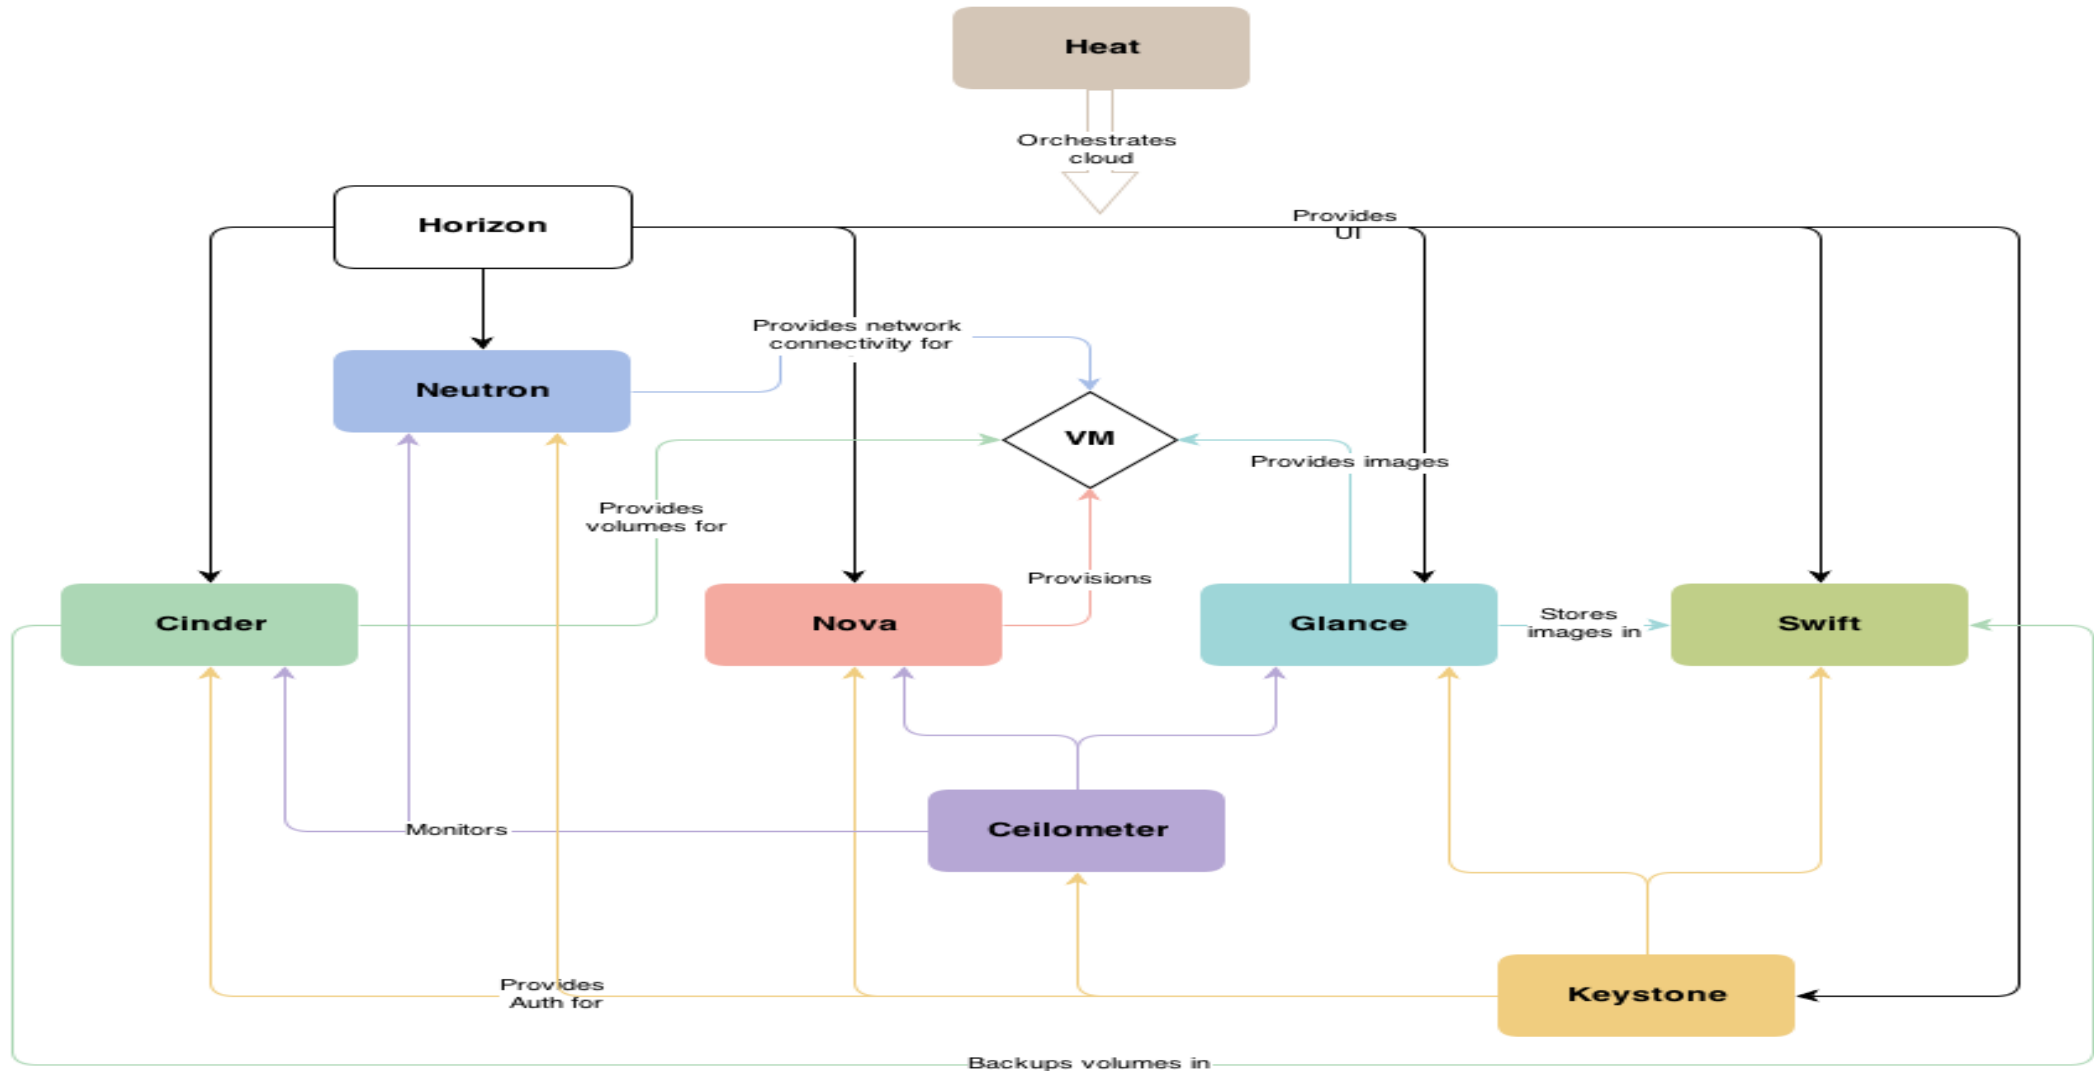 Heat
Orchestrates
cloud
Horizon
Provides
UI
Provides network
connectivity for
Neutron
VM
Provides images
Provides
volumes for
Provisions
Cinder
Nova
Glance
Stores
images in
Swift
Monitors
Ceilometer
Provides
Auth for
Keystone
Backups volumes in